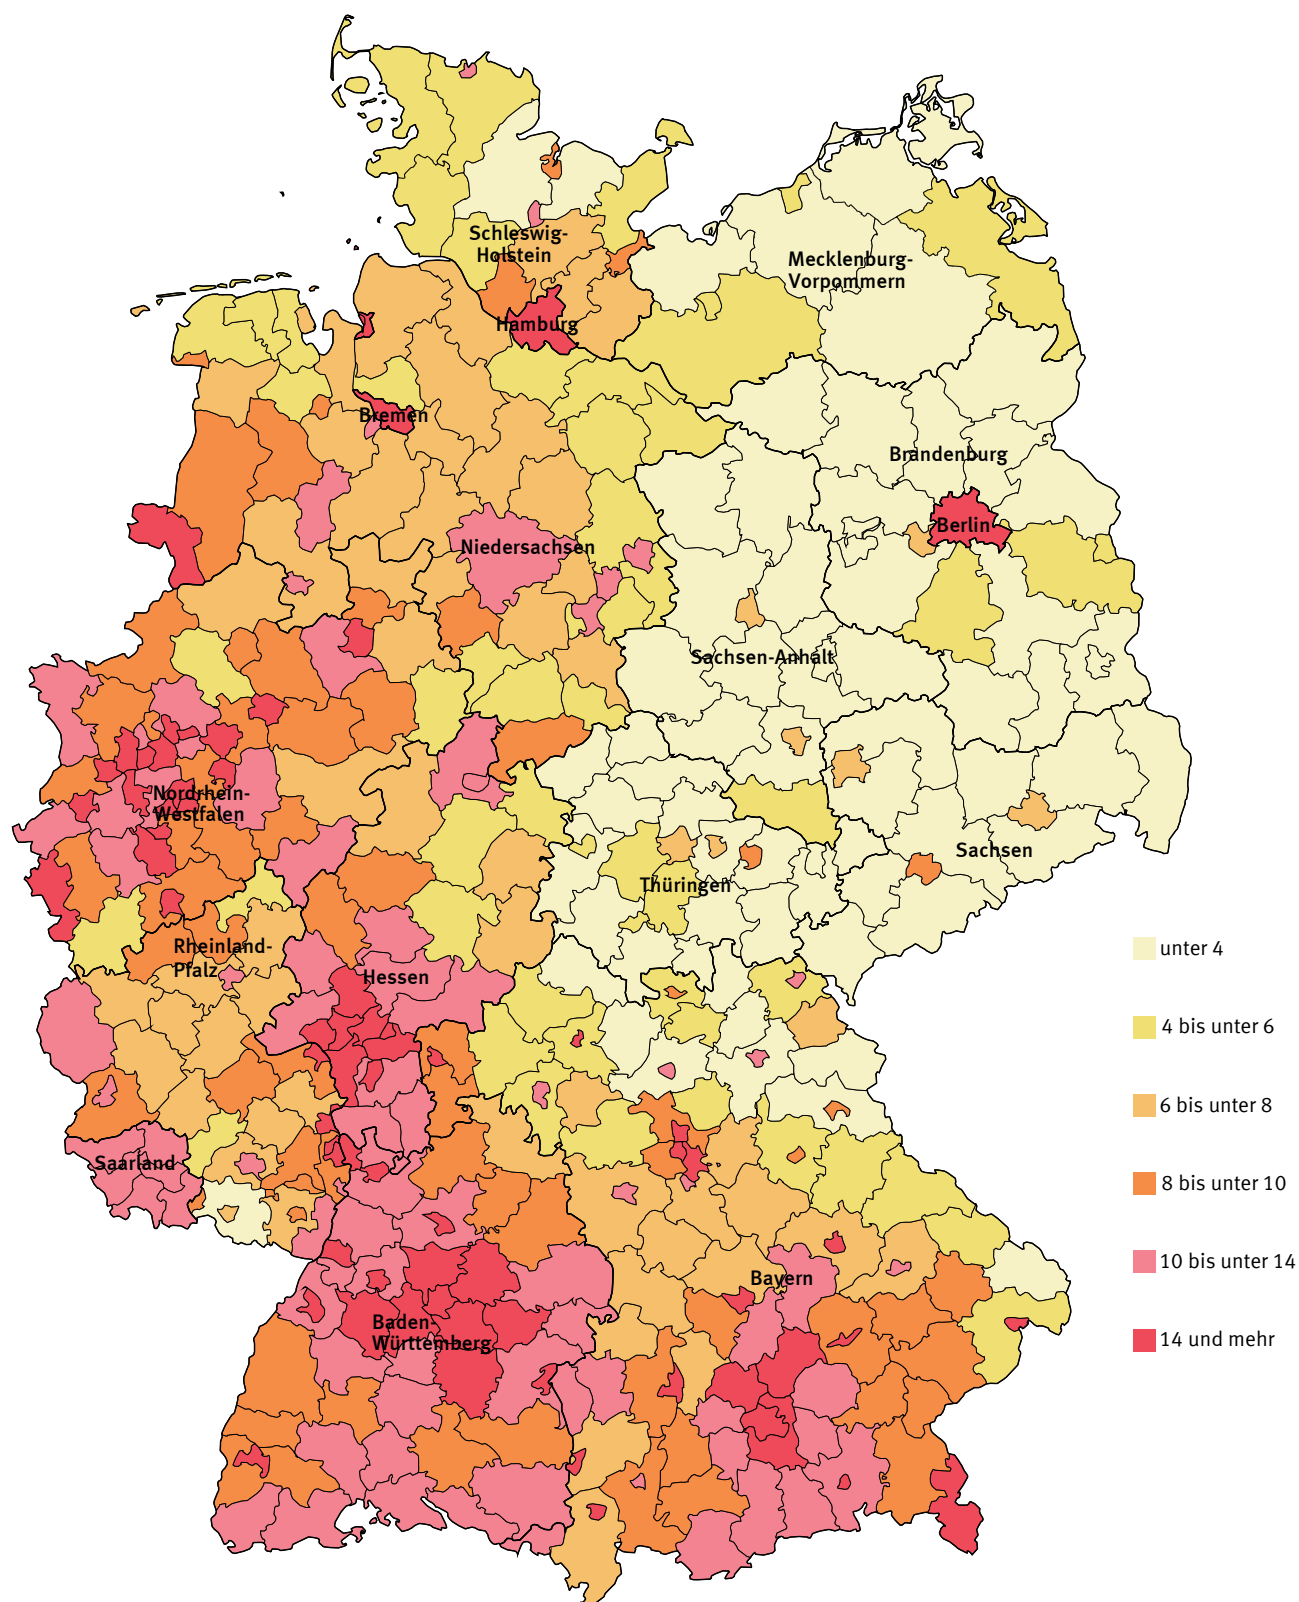 Schleswig-
Holstein
Mecklenburg-
Vorpommern
Hamburg
Bremen
Brandenburg
Berlin
Niedersachsen
Sachsen-Anhalt
Nordrhein-
Westfalen
Sachsen
Thüringen
Rheinland-
Pfalz
Hessen
Saarland
Bayern
Baden-
Württemberg
unter 4
4 bis unter 6
6 bis unter 8
8 bis unter 10
10 bis unter 14
14 und mehr